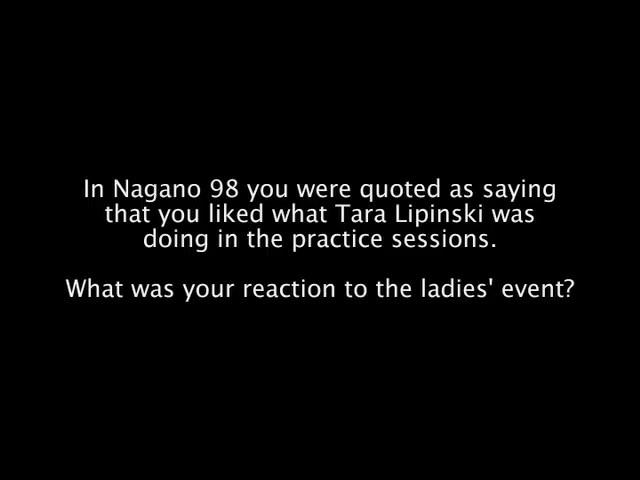 In Nagano 98 you were quoted as saying
that you liked what Tara Lipinski was
doing in the practice sessions.
What was your reaction to the ladies' event?